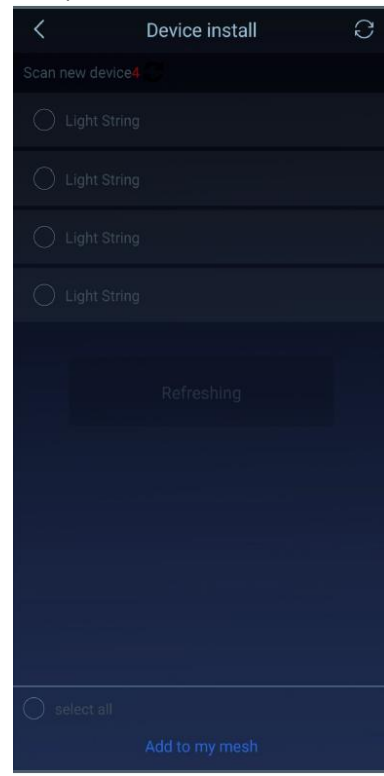 Device install
Scan new device4
Light String
Light String
Light String
Light String
Refreshing
select all
Add to my mesh